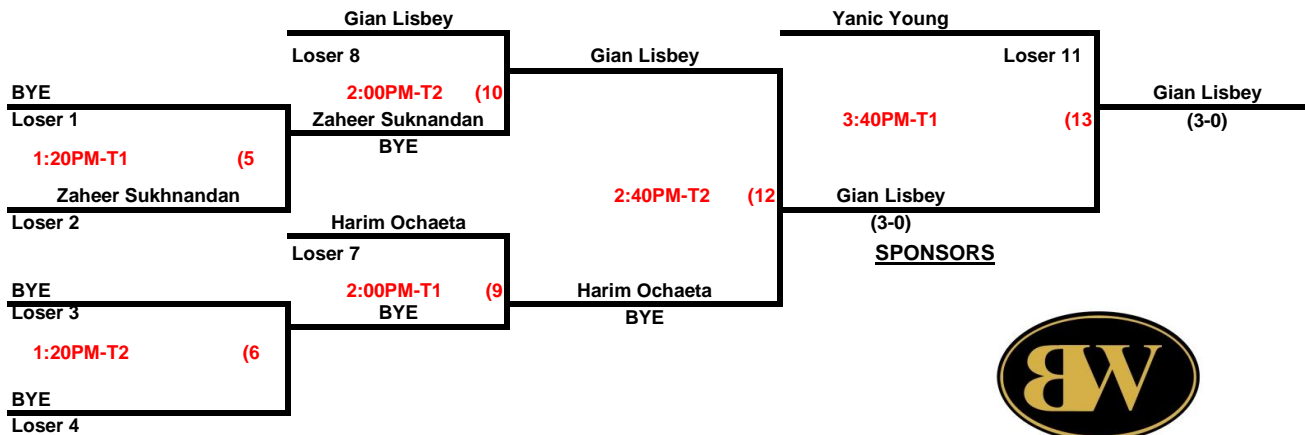 Gian Lisbey
Yanic Young
Loser 8
Gian Lisbey
Loser 11
BYE
2:00PM-T2 (10
Gian Lisbey
Loser 1
Zaheer Suknandan
3:40PM-T1 (13
(3-0)
BYE
1:20PM-T1 (5
Zaheer Sukhnandan
2:40PM-T2 (12
Gian Lisbey
Loser 2
Harim Ochaeta
(3-0)
Loser 7
SPONSORS
BYE
2:00PM-T1 (9
Harim Ochaeta
Loser 3
BYE
BYE
1:20PM-T2 (6
BYE
Loser 4
BW